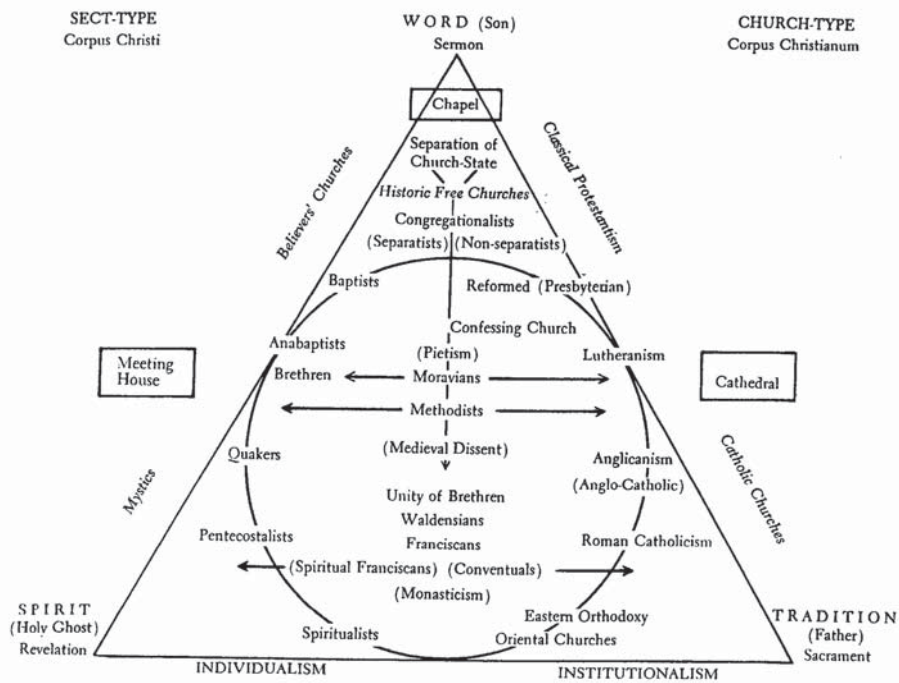 SECT-TYPE
Corpus Christi
WORD (Son)
Sermon
CHURCH-TYPE
Corpus Christianum
Chapel
Believers' Churches
Classical Protestantism
Separation of
Church-State
Historic Free Churches
Congregationalists
(Separatists) (Non-separatists)
Baptists
Reformed (Presbyterian)
Confessing Church
Anabaptists
(Pietism)
Lutheranism
Meeting
House
Brethren
Moravians
Cathedral
Methodists
Mystics
Quakers
(Medieval Dissent)
Anglicanism
(Anglo-Catholic)
Catholic Churches
Unity of Brethren
Waldensians
Franciscans
Pentecostalists
Roman Catholicism
(Spiritual Franciscans) (Conventuals)
(Monasticism)
SPIRIT
(Holy Ghost)
Revelation
Spiritualists
Eastern Orthodoxy
Oriental Churches
TRADITION
(Father)
Sacrament
INDIVIDUALISM
INSTITUTIONALISM